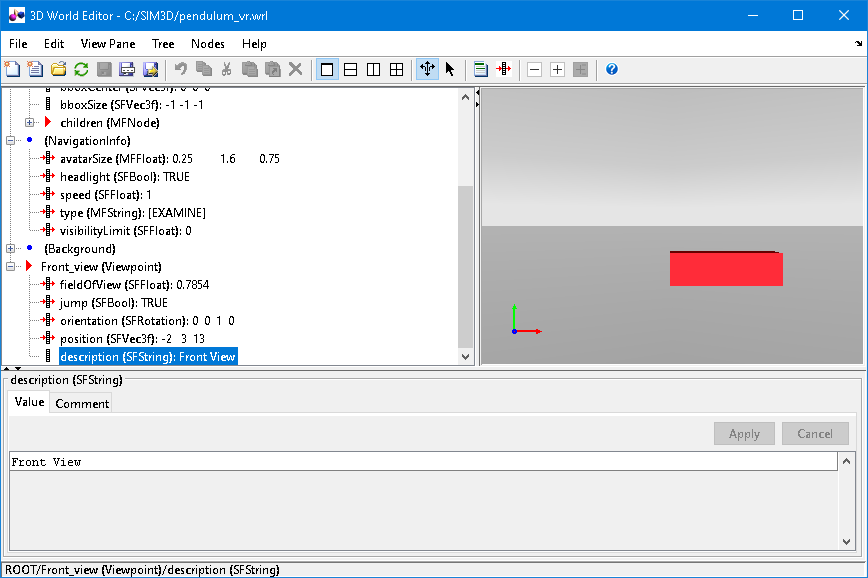 3D World Editor - C:/SIM3D/pendulum_vr.wrl
File Edit View Pane Tree Nodes Help
bboxCenter (SFVec3f): 0 0 0
bboxSize (SFVec3f): -1 -1 -1
children (MFNode)
(NavigationInfo)
avatarSize (MFFloat): 0.25 1.6 0.75
headlight (SFBool): TRUE
speed (SFFloat): 1
type (MFString): [EXAMINE]
visibilityLimit (SFFloat): 0
(Background)
Front_view (Viewpoint)
fieldOfView (SFFloat): 0.7854
jump (SFBool): TRUE
orientation (SFRotation): 0 0 1 0
position (SFVec3f): -2 3 13
description (SFString): Front View
description (SFString)
Value Comment
Apply Cancel
Front View
ROOT/Front_view (Viewpoint)/description (SFString)